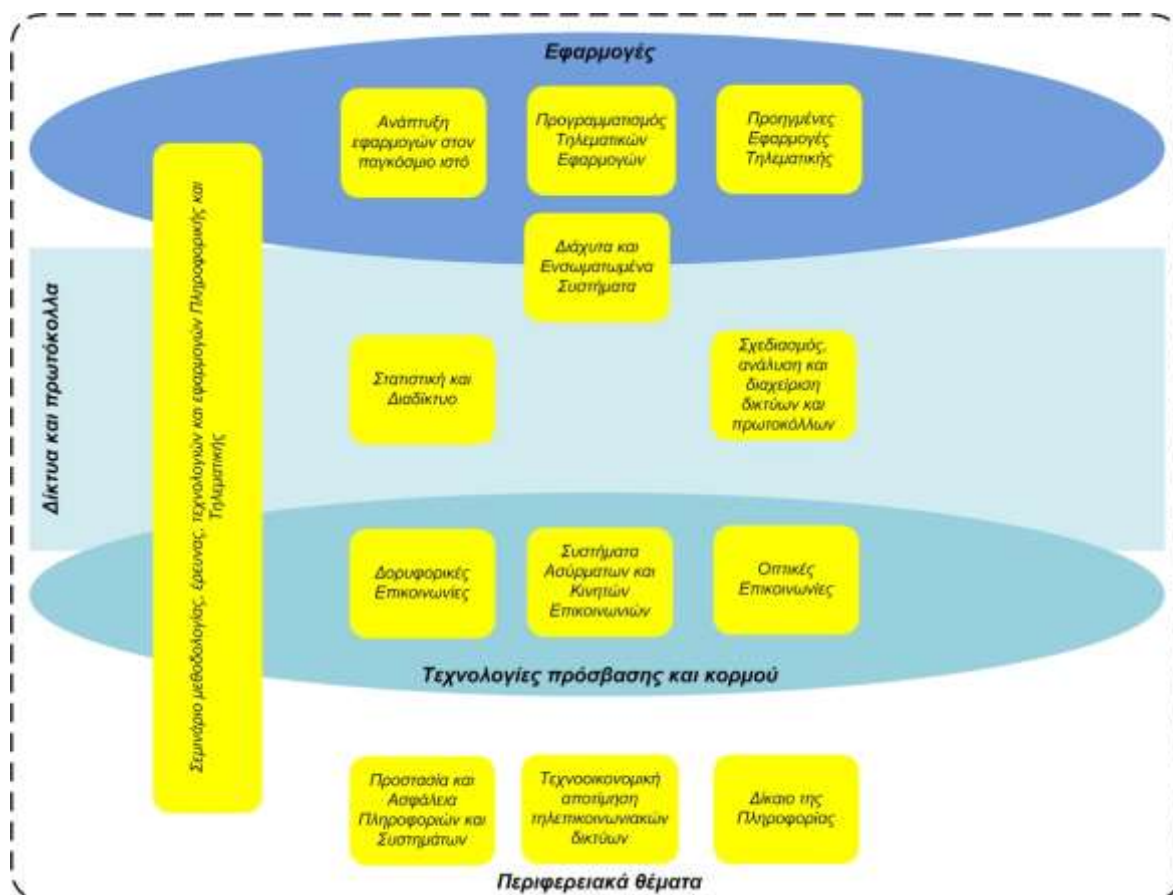 Εφαρμογές
Ανάπτυξη
εφαρμογών στον
παγκόσμιο ιστό
Προγραμματισμός
Τηλεματικών
Εφαρμογών
Προηγμένες
Εφαρμογές
Τηλεματικής
Διάχυτα και
Ενσωματωμένα
Συστήματα
Δίκτυα και πρωτόκολλα
Σεμινάριο μεθοδολογίας, έρευνας, τεχνολογιών και εφαρμογών Πληροφορικής και
Τηλεματικής
Στατιστική και
Διαδίκτυο
Σχεδιασμός,
ανάλυση και
διαχείριση
δικτύων και
πρωτοκόλλων
Δορυφορικές
Επικοινωνίες
Συστήματα
Ασύρματων και
Κινητών
Επικοινωνιών
Οπτικές
Επικοινωνίες
Τεχνολογίες πρόσβασης και κορμού
Προστασία και
Ασφάλεια
Πληροφοριών και
Συστημάτων
Τεχνοοικονομική
αποτίμηση
τηλεπικοινωνιακών
δικτύων
Δίκαιο της
Πληροφορίας
Περιφερειακά θέματα